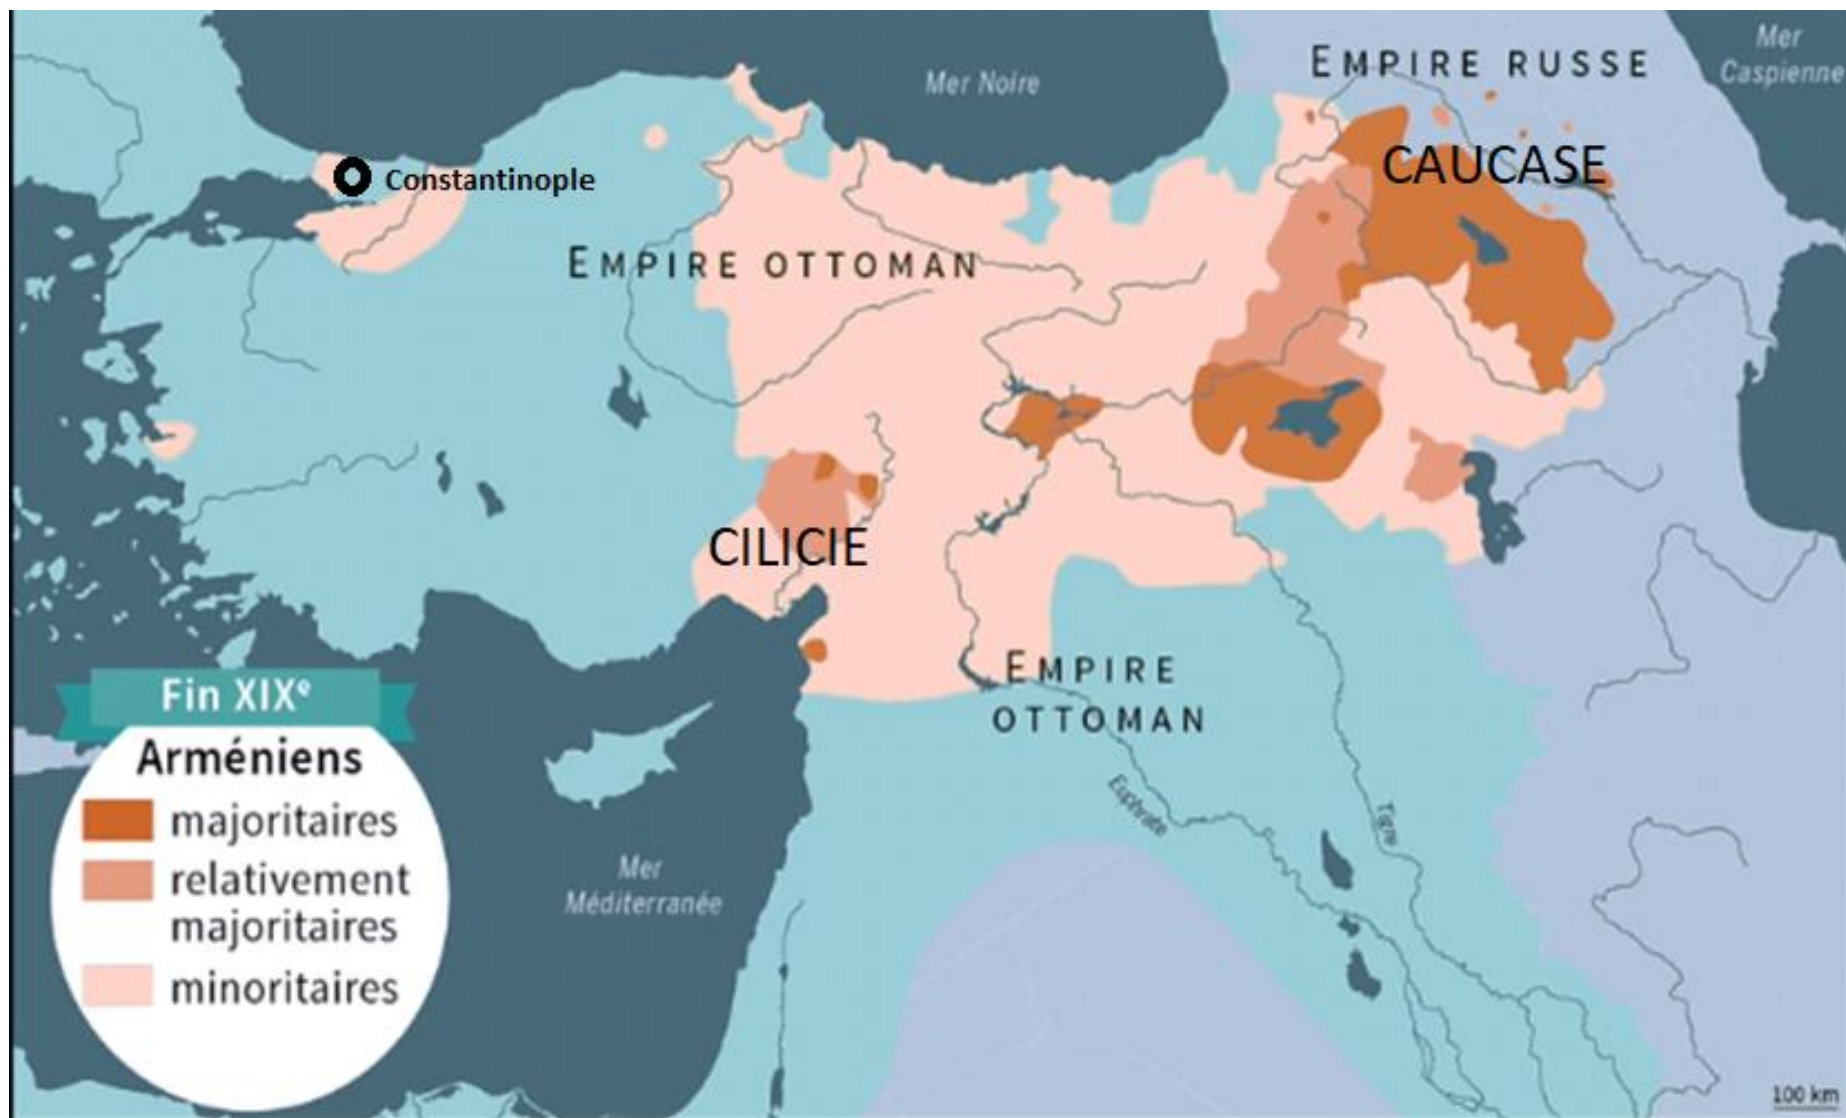 Mer
Caspienne
EMPIRE RUSSE
Mer Noire
CAUCASE
Constantinople
EMPIRE OTTOMAN
CILICIE
EMPIRE
OTTOMAN
Fin XIXᵉ
Arméniens
majoritaires
relativement
majoritaires
minoritaires
Mer
Méditerranée
Euphrate
Tigre
100 km